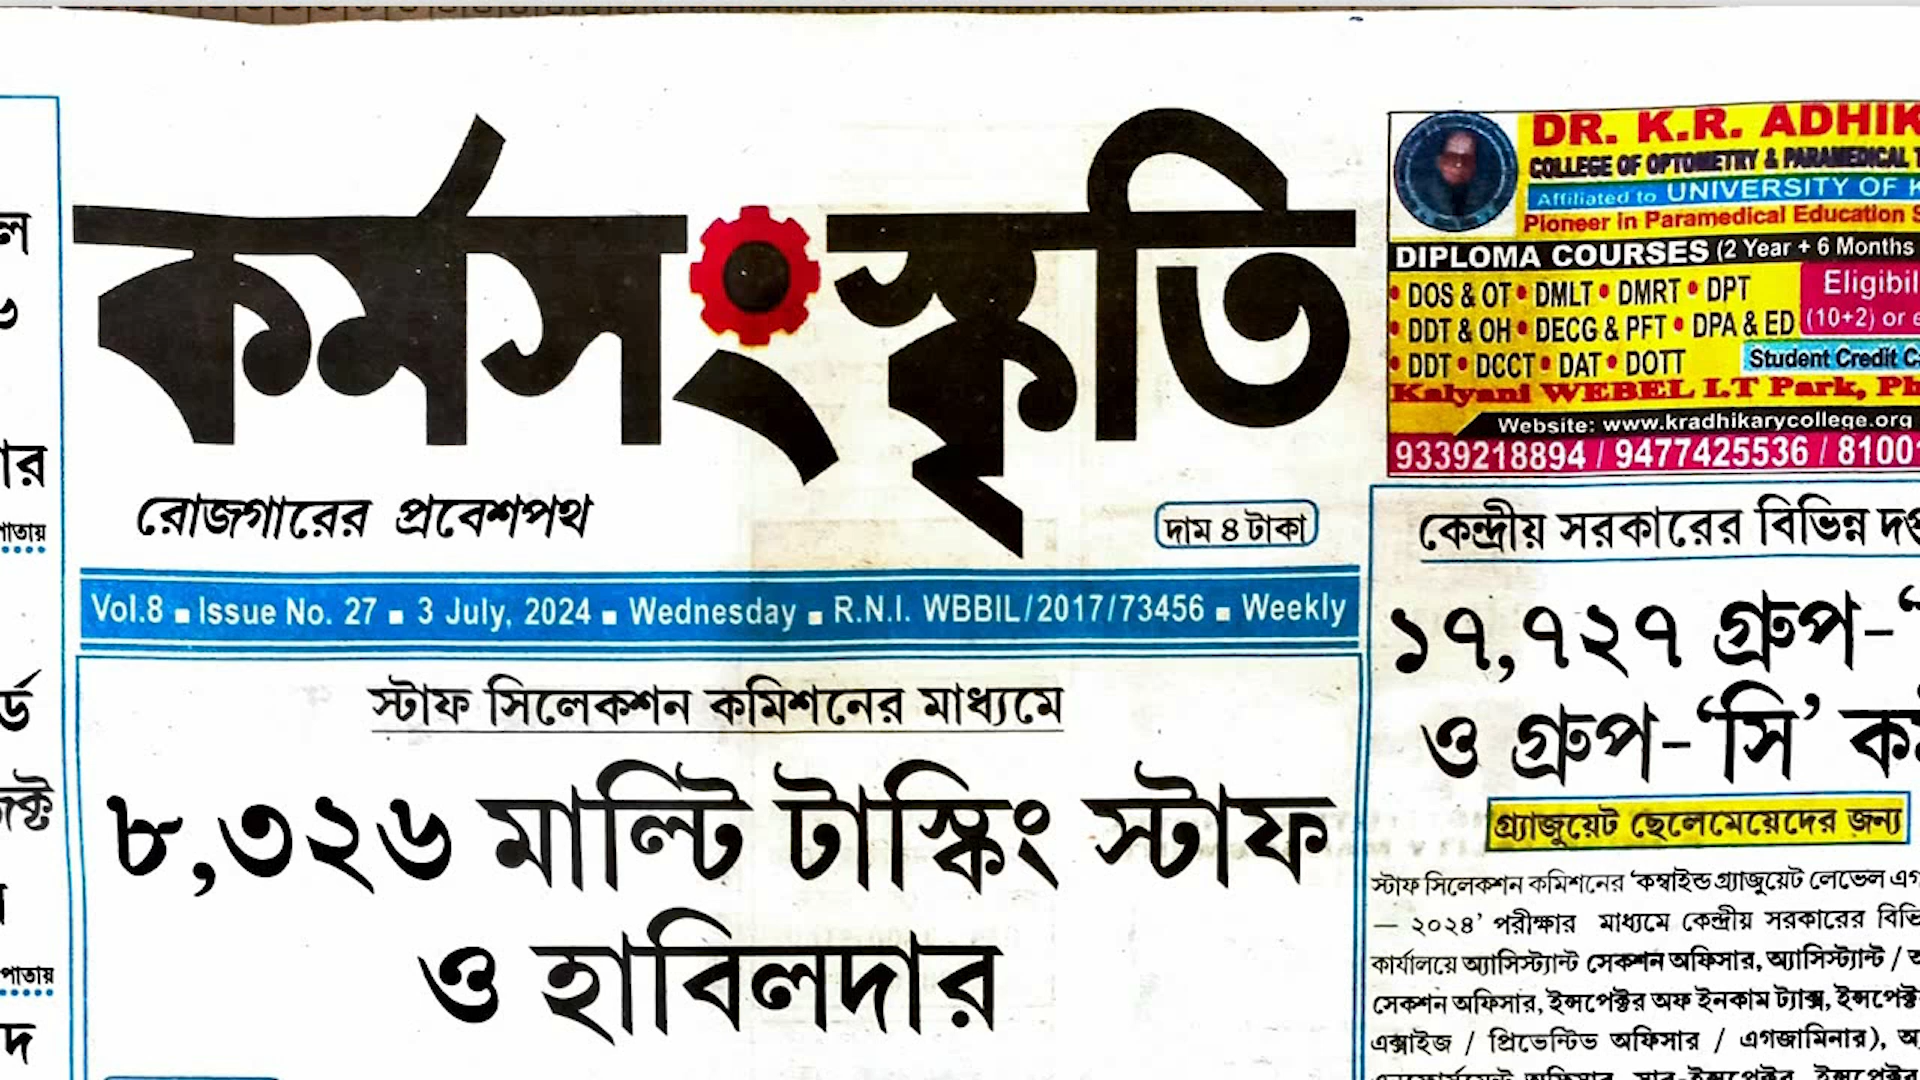 কর্মসংস্কৃতি
রোজগারের প্রবেশপথ
দাম ৪ টাকা
Vol.8 ■ Issue No. 27 ■ 3 July, 2024 ■ Wednesday ■ R.N.I. WBBIL/2017/73456 ■ Weekly
স্টাফ সিলেকশন কমিশনের মাধ্যমে
৮,৩২৬ মাল্টি টাস্কিং স্টাফ
ও হাবিলদার
DR. K.R.
COLLEGE OF OPTOMETRY & PARAMEDICAL
Affiliated to UNIVERSITY OF
Pioneer in Paramedical Education
DIPLOMA COURSES (2 Year + 6 Months
• DOS & OT • DMLT • DMRT • DPT
• DDT & OH • DECG & PFT • DPA & ED
• DDT • DCCT • DAT • DOTT
(10+2) or
Student Credit
Kalyani WEBEL I.T Park,
Website: www.kradhikarycollege.org
9339218894 / 9477425536 / 8100
কেন্দ্রীয় সরকারের বিভিন্ন
১৭,৭২৭ গ্রুপ-‘
ও গ্রুপ-‘সি’
গ্র্যাজুয়েট ছেলেমেয়েদের জন্য
স্টাফ সিলেকশন কমিশনের ‘কম্বাইন্ড গ্র্যাজুয়েট লেভেল
— ২০২৪’ পরীক্ষার মাধ্যমে কেন্দ্রীয় সরকারের
কার্যালয়ে অ্যাসিস্ট্যান্ট সেকশন অফিসার, অ্যাসিস্ট্যান্ট /
সেকশন অফিসার, ইন্সপেক্টর অফ ইনকাম ট্যাক্স,
এক্সাইজ / প্রিভেন্টিভ অফিসার / এগজামিনার),